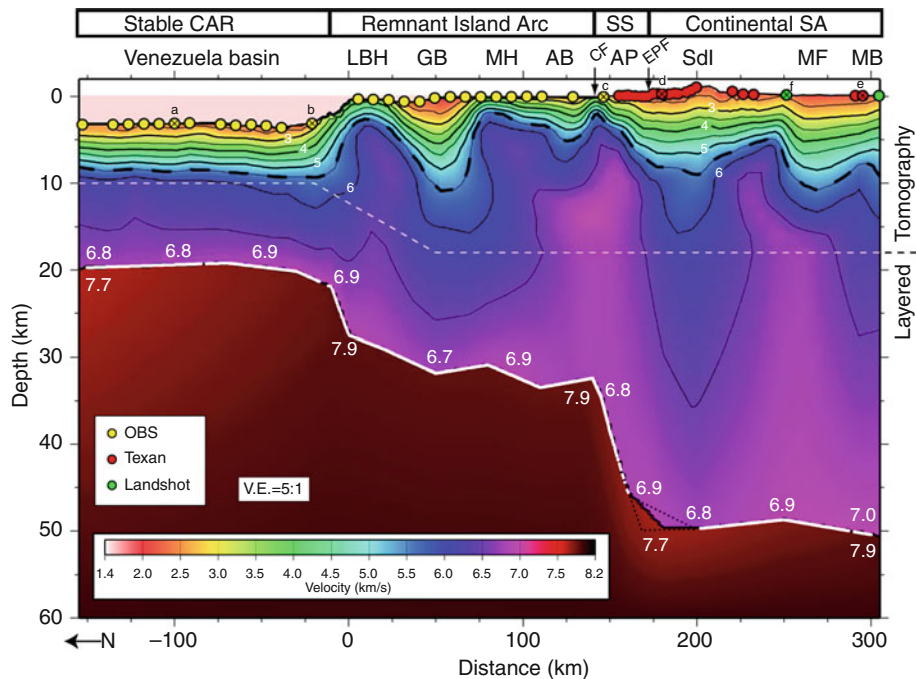 Stable CAR Remnant Island Arc SS Continental SA
Venezuela basin LBH GB MH AB CF AP EPF SdI MF MB
a b c d f e
0
10
20
30
40
50
60
Depth (km)
3 4 5 6
3 4 5 6
Tomography
Layered
6.8 6.8 6.9 6.9 6.7 6.9 6.8 6.9 6.8 6.9 7.0
7.7 7.9 7.9 7.7 7.9
OBS
Texan
Landshot
V.E.=5:1
1.4 2.0 2.5 3.0 3.5 4.0 4.5 5.0 5.5 6.0 6.5 7.0 7.5 8.2
Velocity (km/s)
N −100 0 100 200 300
Distance (km)